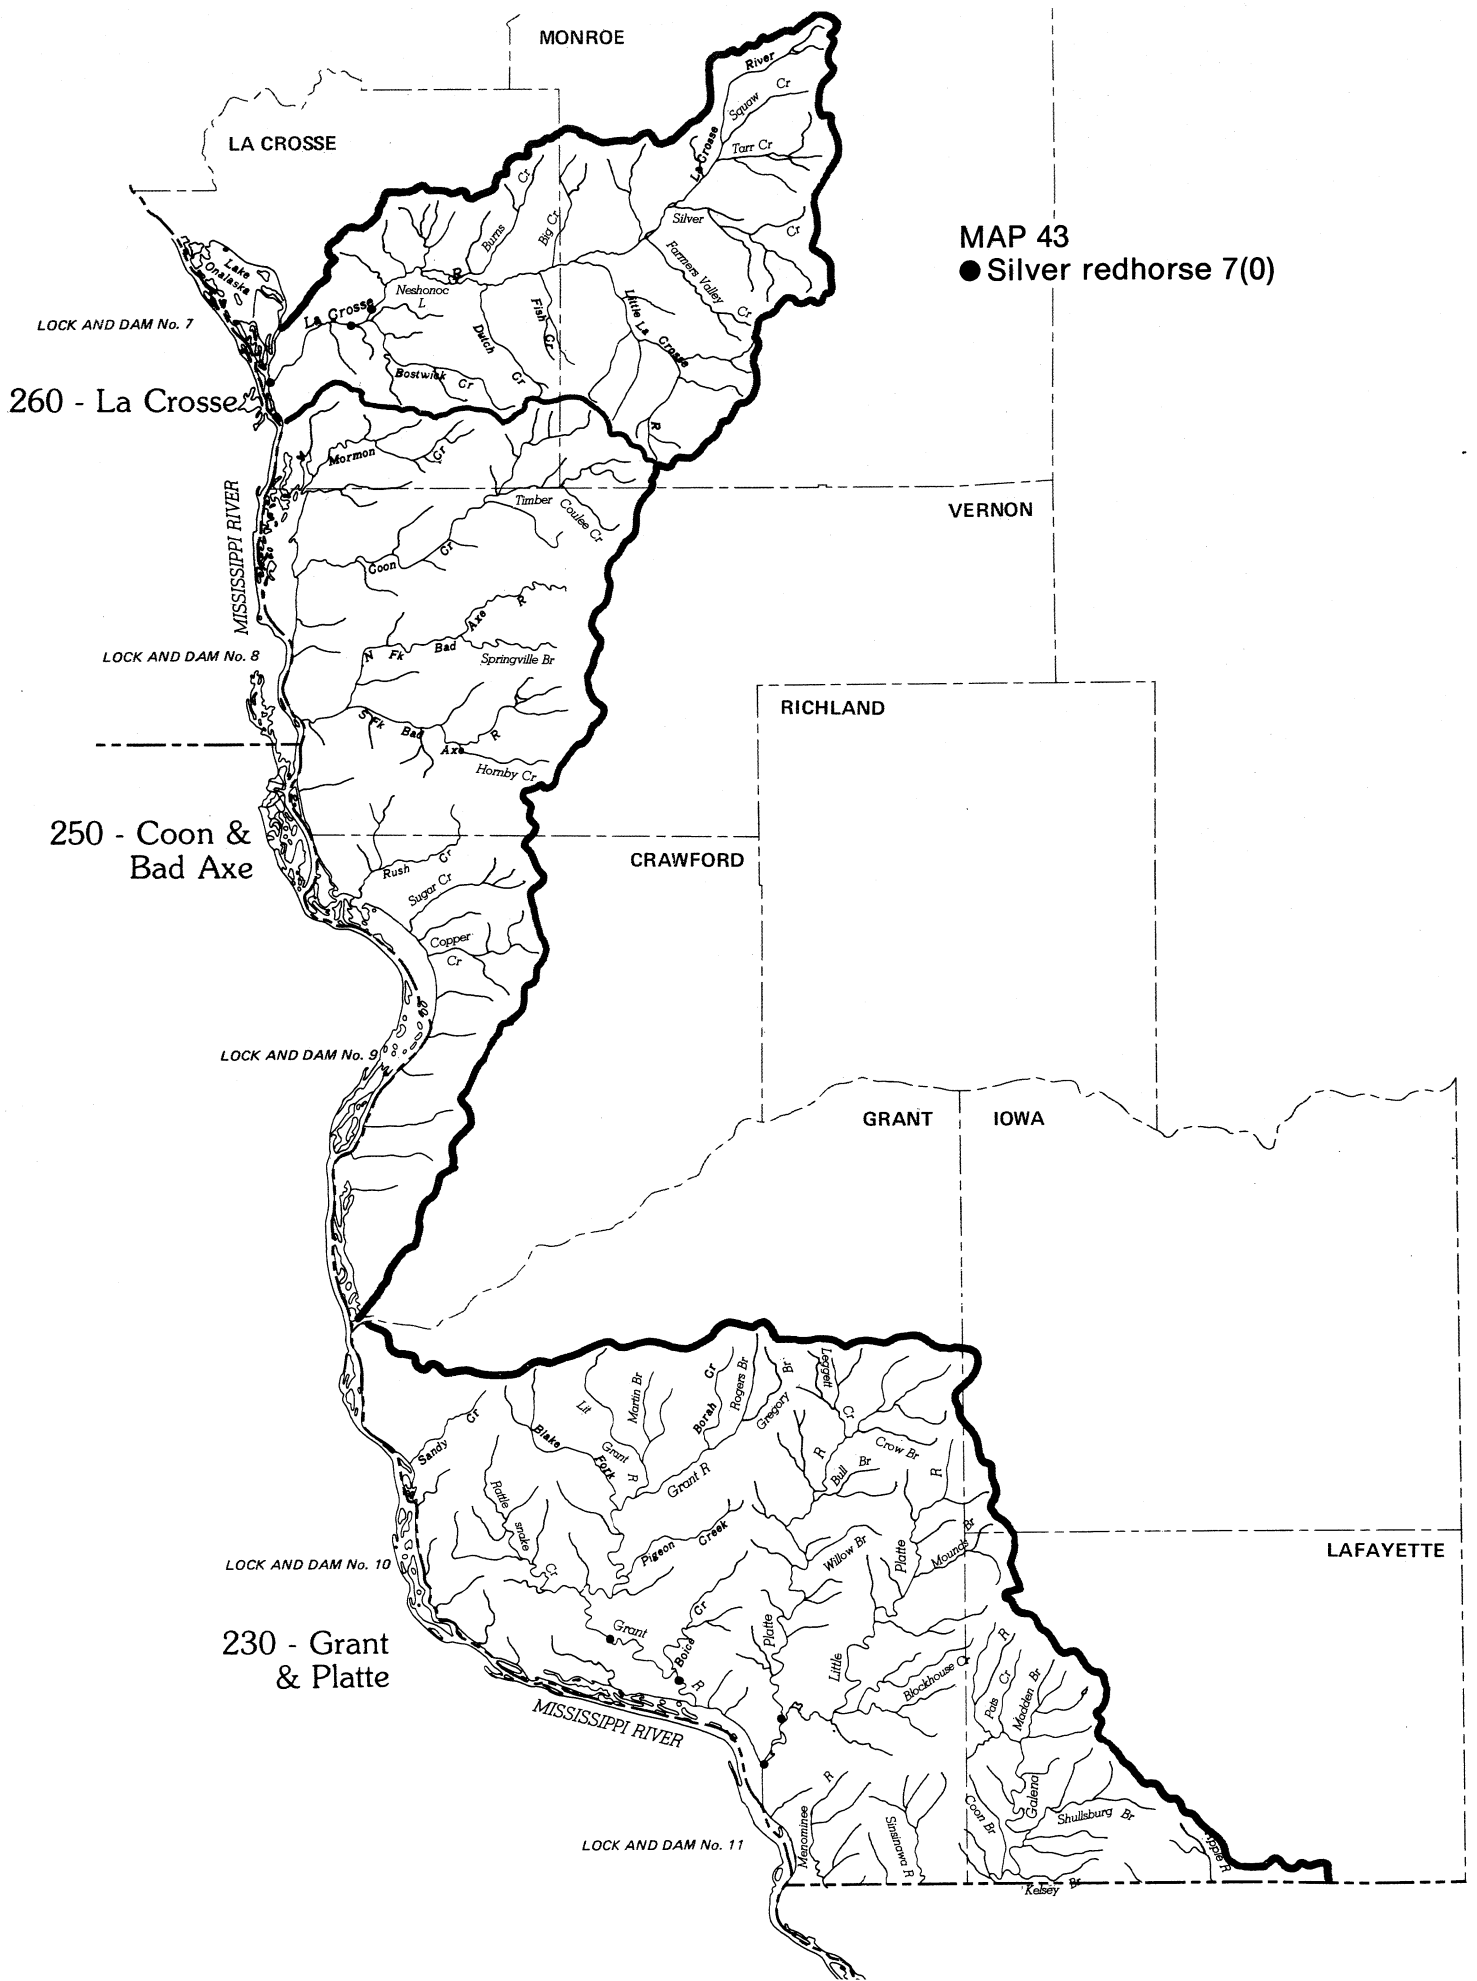 MONROE
LA CROSSE
River
Squaw Cr
La Crosse
Tarr Cr
Silver Cr
Burns Cr
Big Cr
Farmers Valley Cr
MAP 43
● Silver redhorse 7(0)
Lake
Onalaska
R
Neshonoc
L
La Crosse
LOCK AND DAM No. 7
Fish Cr
Dutch Cr
Little La Crosse R
Bostwick Cr
260 - La Crosse
Mormon Cr
MISSISSIPPI RIVER
Timber Coulee Cr
VERNON
Coon Cr
N Fk Bad Axe R
Springville Br
LOCK AND DAM No. 8
RICHLAND
S Fk Bad Axe R
Hornby Cr
250 - Coon &
Bad Axe
CRAWFORD
Rush Cr
Sugar Cr
Copper
Cr
LOCK AND DAM No. 9
GRANT
IOWA
Leggett Cr
Borah Cr
Rogers Br
Gregory Br
Martin Br
Lit Grant R
Blake Fork
Sandy Cr
Crow Br
R
Bull Br
R
Grant R
Rattle
snake
Cr
Pigeon Creek
Willow Br
Platte
Mounds Br
LAFAYETTE
LOCK AND DAM No. 10
230 - Grant
& Platte
Grant
R
Boice Cr
Platte
R
Little
Blockhouse Cr
R
Pats Cr
Madden Br
MISSISSIPPI RIVER
Galena
Coon Br
Shullsburg Br
Menominee R
Sinsinawa R
LOCK AND DAM No. 11
Apple R
Kelsey Br